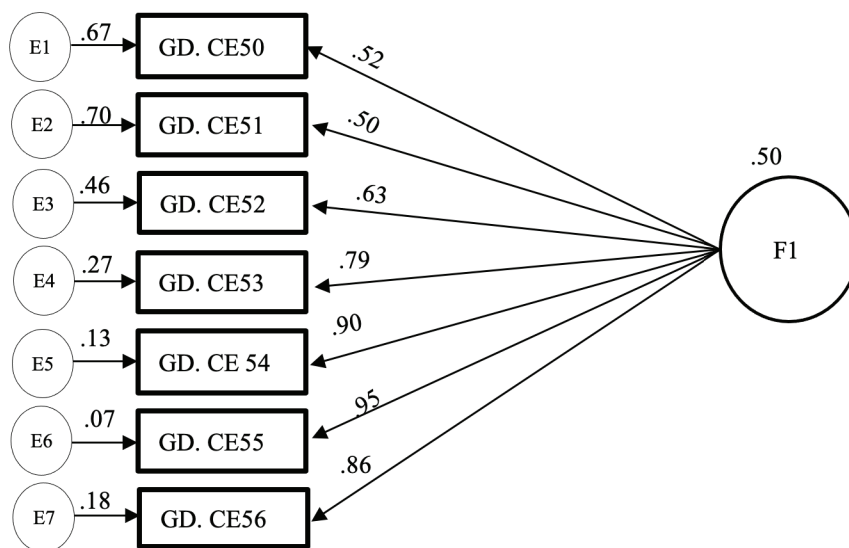 E1 .67 GD. CE50 .52
E2 .70 GD. CE51 .50
.50
E3 .46 GD. CE52 .63
F1
E4 .27 GD. CE53 .79
E5 .13 GD. CE 54 .90
E6 .07 GD. CE55 .95
E7 .18 GD. CE56 .86